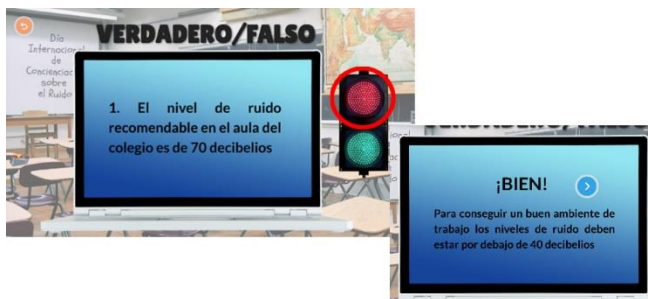 VERDADERO/FALSO
Día
Internacional
de
sobre
el Ruido
1. El nivel de ruido
recomendable en el aula del
colegio es de 70 decibelios
¡BIEN!
Para conseguir un buen ambiente de
trabajo los niveles de ruido deben
estar por debajo de 40 decibelios